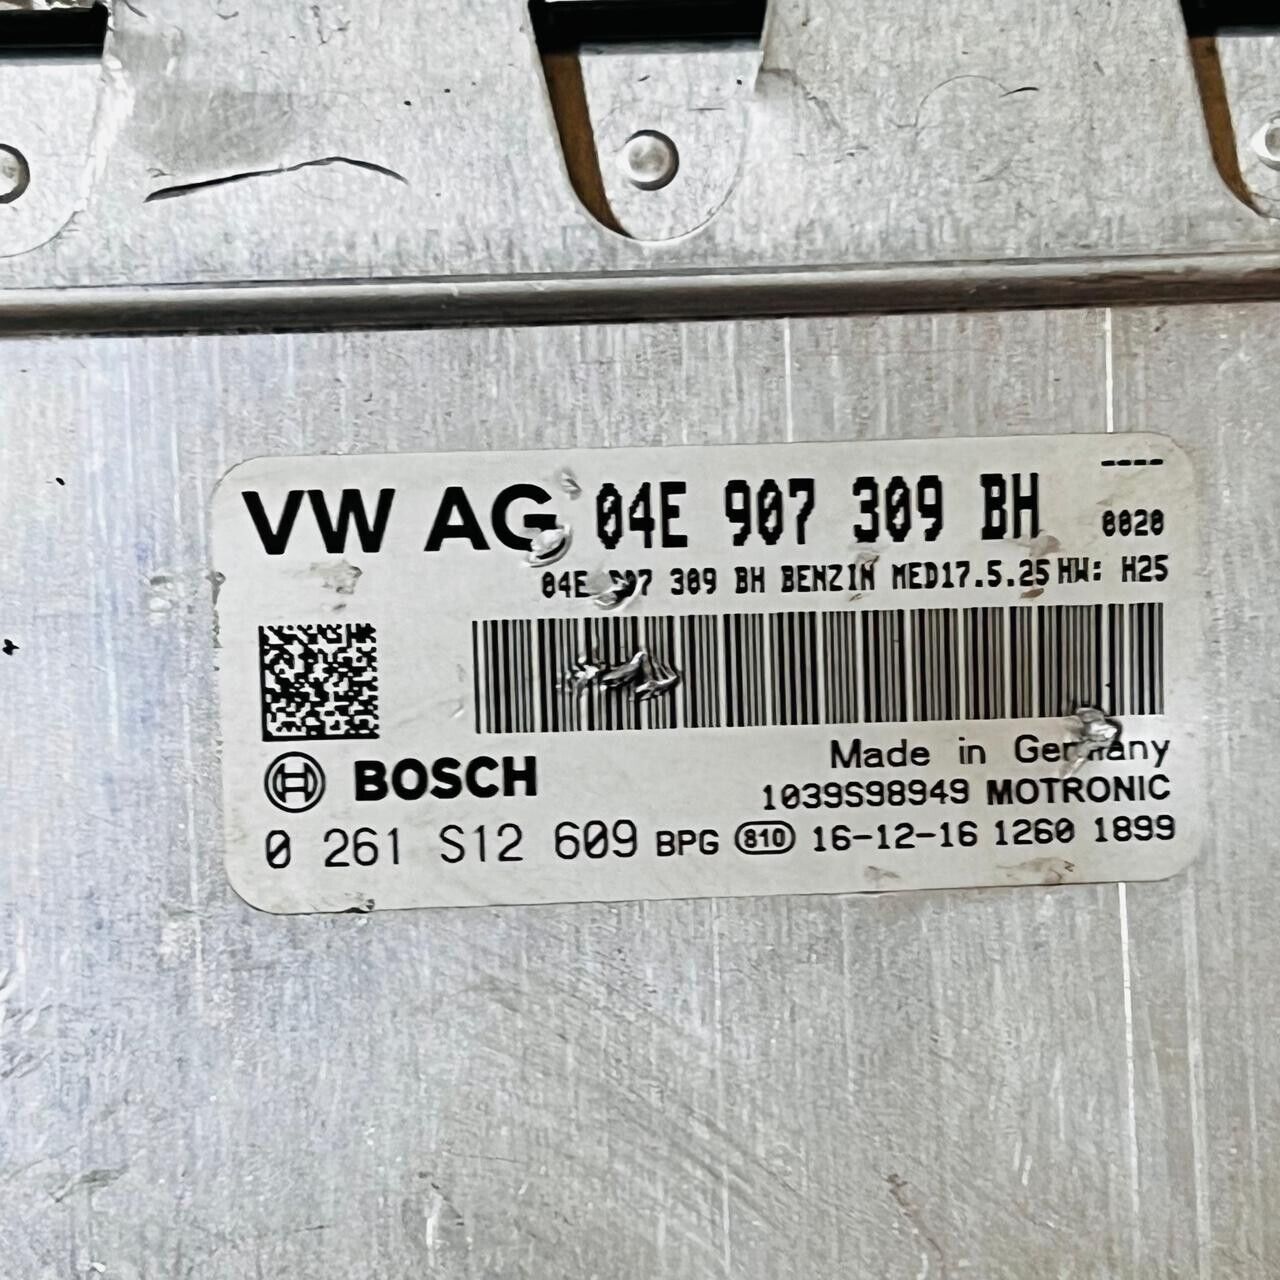 ----
VW AG 04E 907 309 BH 0020
04E 907 309 BH BENZIN MED17.5.25 HW: H25
BOSCH
Made in Germany
1039S98949 MOTRONIC
0 261 S12 609 BPG 810 16-12-16 1260 1899